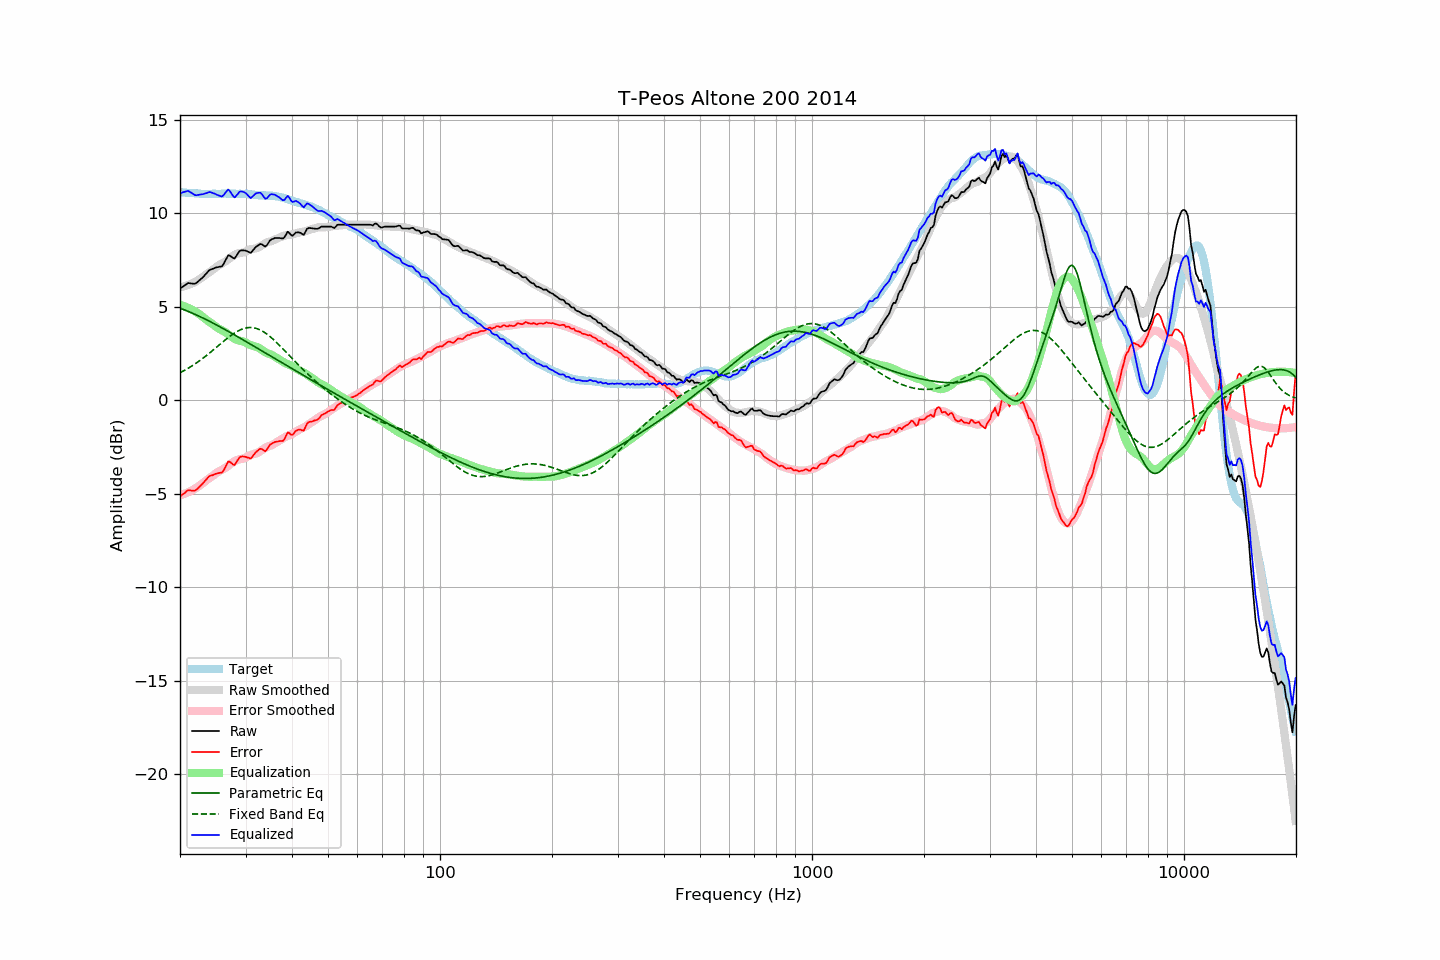 T-Peos Altone 200 2014
15
10
5
0
−5
−10
−15
−20
Amplitude (dBr)
Target
Raw Smoothed
Error Smoothed
Raw
Error
Equalization
Parametric Eq
Fixed Band Eq
Equalized
100
1000
10000
Frequency (Hz)